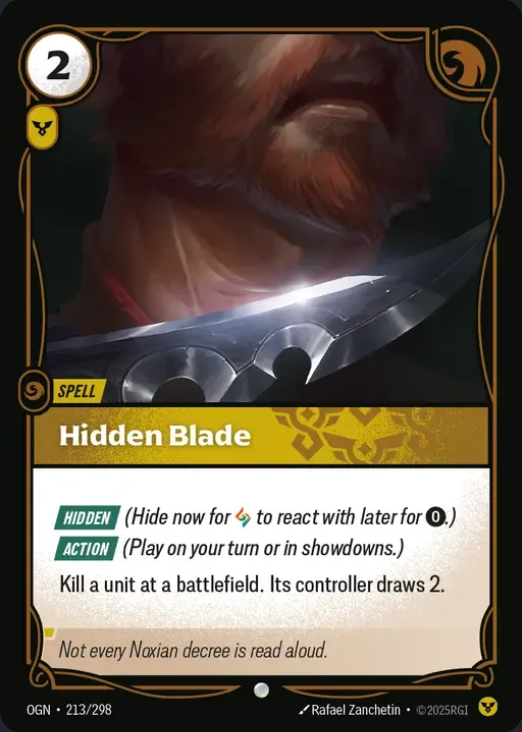 2
SPELL
Hidden Blade
HIDDEN (Hide now for to react with later for 0.)
ACTION (Play on your turn or in showdowns.)
Kill a unit at a battlefield. Its controller draws 2.
Not every Noxian decree is read aloud.
OGN • 213/298 Rafael Zanchetin • ©2025RGI